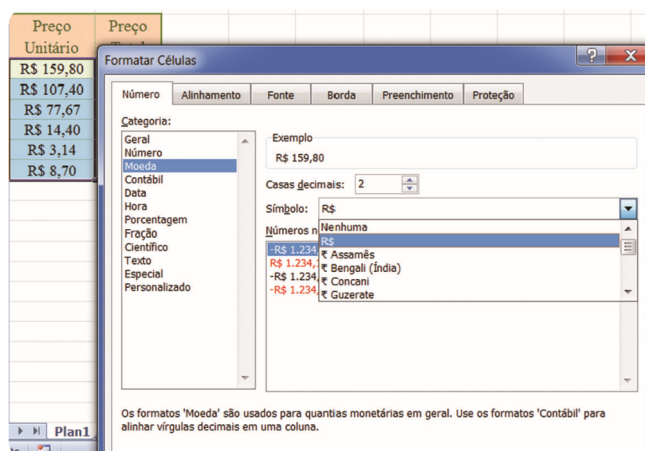 Preço Preço
Unitário
R$ 159,80
R$ 107,40
R$ 77,67
R$ 14,40
R$ 3,14
R$ 8,70
Formatar Células
Número Alinhamento Fonte Borda Preenchimento Proteção
Categoria:
Geral
Número
Moeda
Contábil
Data
Hora
Porcentagem
Fração
Científico
Texto
Especial
Personalizado
Exemplo
R$ 159,80
Casas decimais: 2
Símbolo: R$
Números n
Nenhuma
R$
₹ Assamês
₹ Bengali (Índia)
₹ Concani
₹ Guzerate
-R$ 1.234,
R$ 1.234,
-R$ 1.234,
-R$ 1.234,
Os formatos 'Moeda' são usados para quantias monetárias em geral. Use os formatos 'Contábil' para
alinhar vírgulas decimais em uma coluna.
Plan1